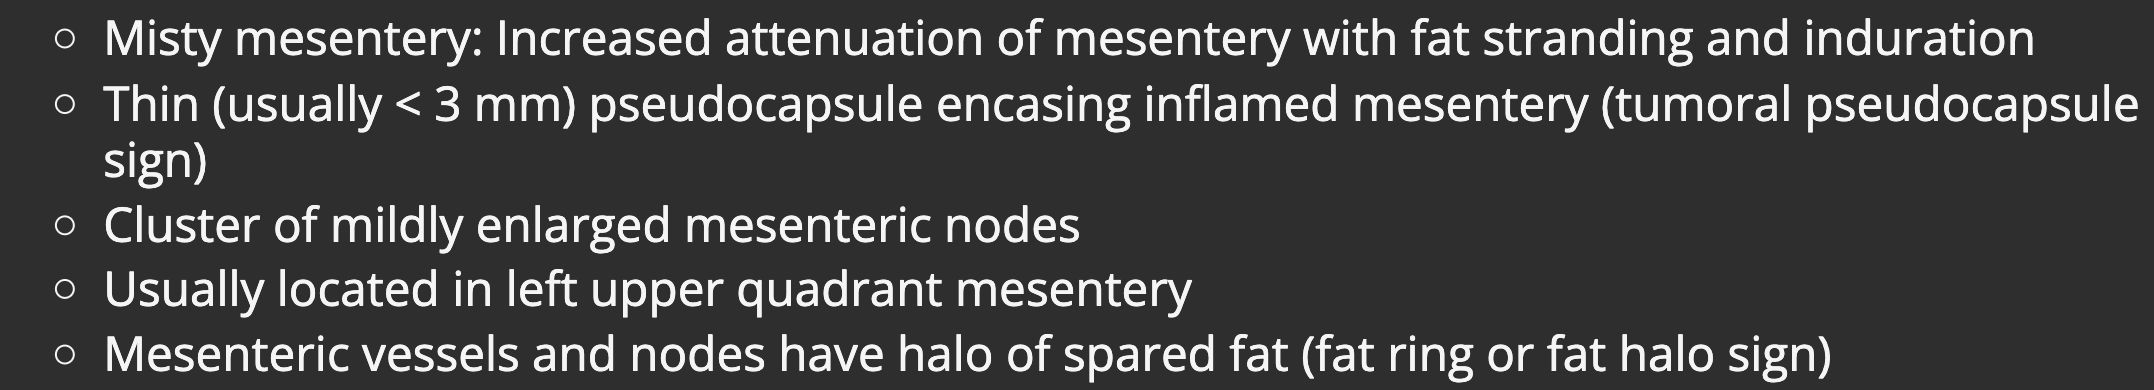 ○ Misty mesentery: Increased attenuation of mesentery with fat stranding and induration
○ Thin (usually < 3 mm) pseudocapsule encasing inflamed mesentery (tumoral pseudocapsule
sign)
○ Cluster of mildly enlarged mesenteric nodes
○ Usually located in left upper quadrant mesentery
○ Mesenteric vessels and nodes have halo of spared fat (fat ring or fat halo sign)